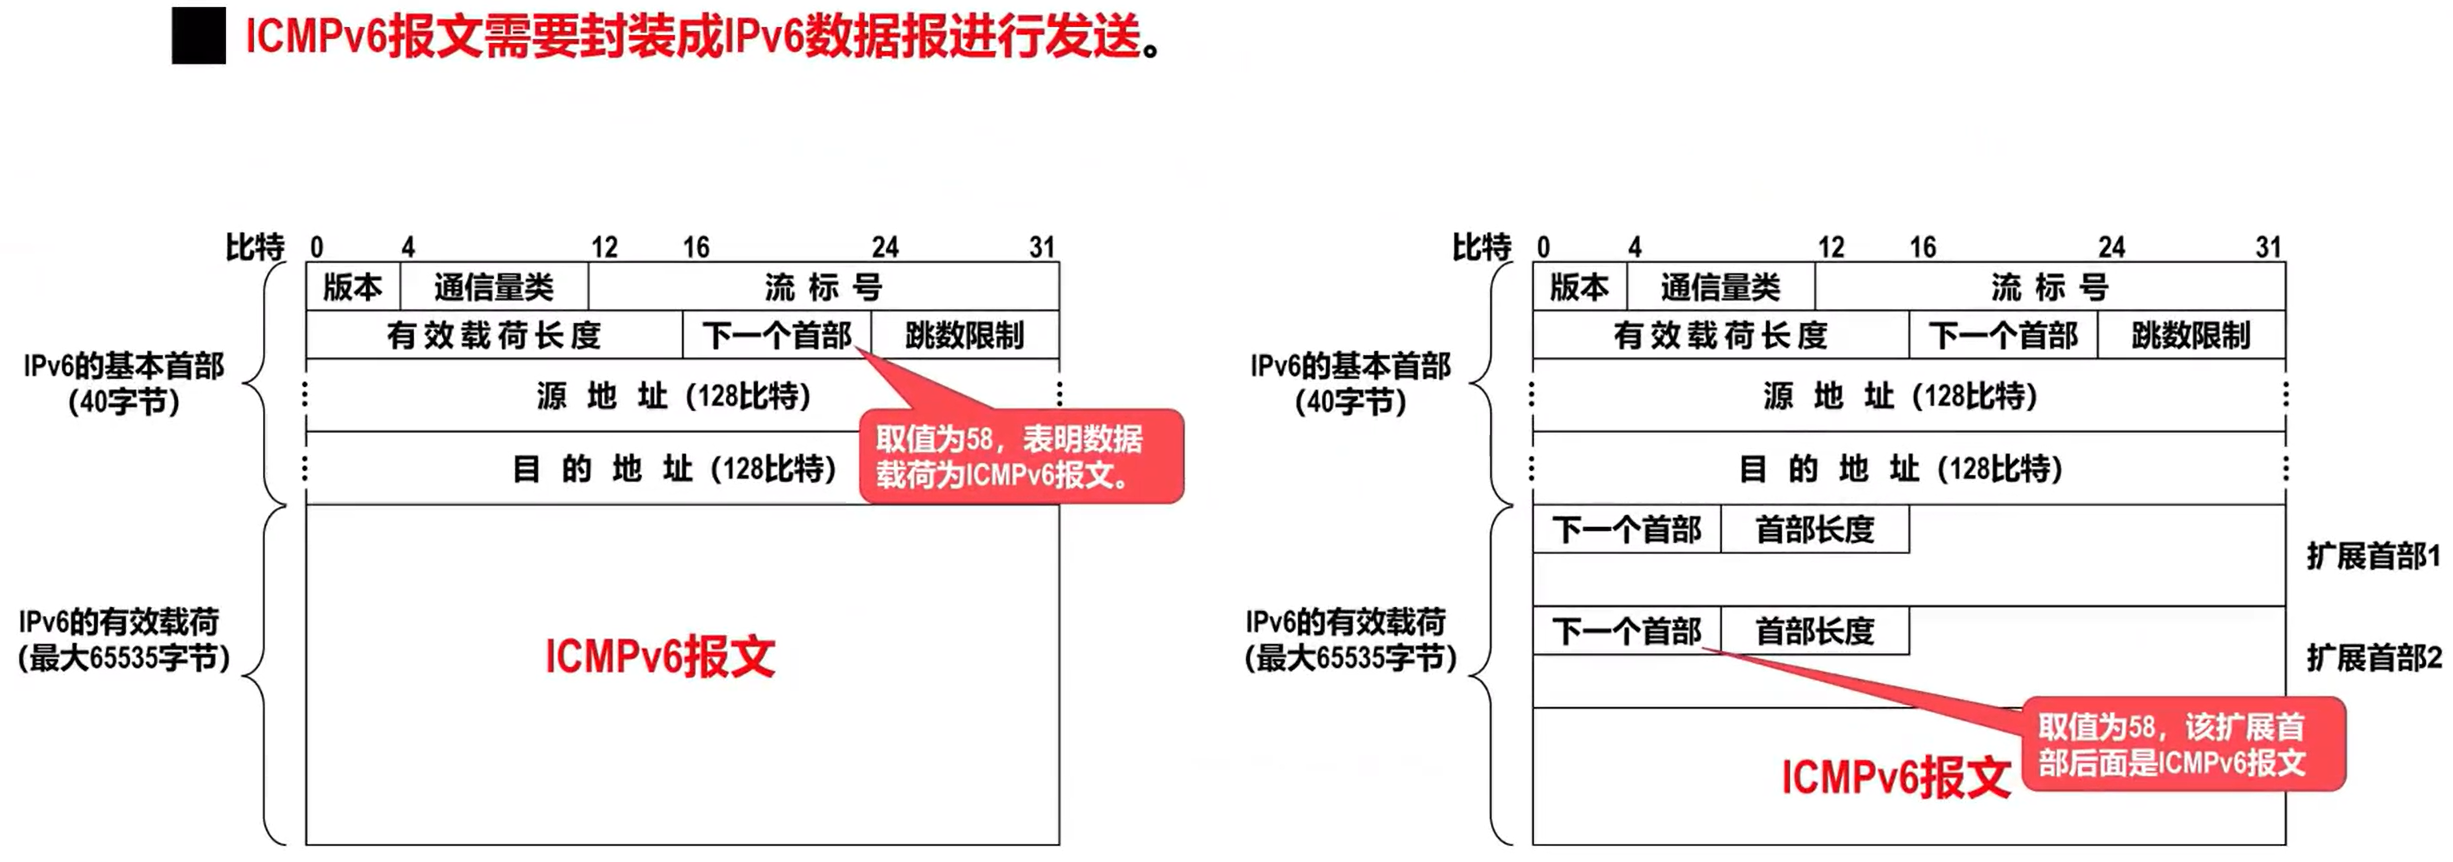 ICMPv6报文需要封装成IPv6数据报进行发送。
比特 0 4 12 16 24 31
版本 通信量类 流标号
有效载荷长度 下一个首部 跳数限制
IPv6的基本首部
(40字节)
源地址 (128比特)
目的地址 (128比特)
取值为58，表明数据
载荷为ICMPv6报文。
IPv6的有效载荷
(最大65535字节)
ICMPv6报文
比特 0 4 12 16 24 31
版本 通信量类 流标号
有效载荷长度 下一个首部 跳数限制
IPv6的基本首部
(40字节)
源地址 (128比特)
目的地址 (128比特)
下一个首部 首部长度
扩展首部1
IPv6的有效载荷
(最大65535字节)
下一个首部 首部长度
扩展首部2
取值为58，该扩展首
部后面是ICMPv6报文
ICMPv6报文